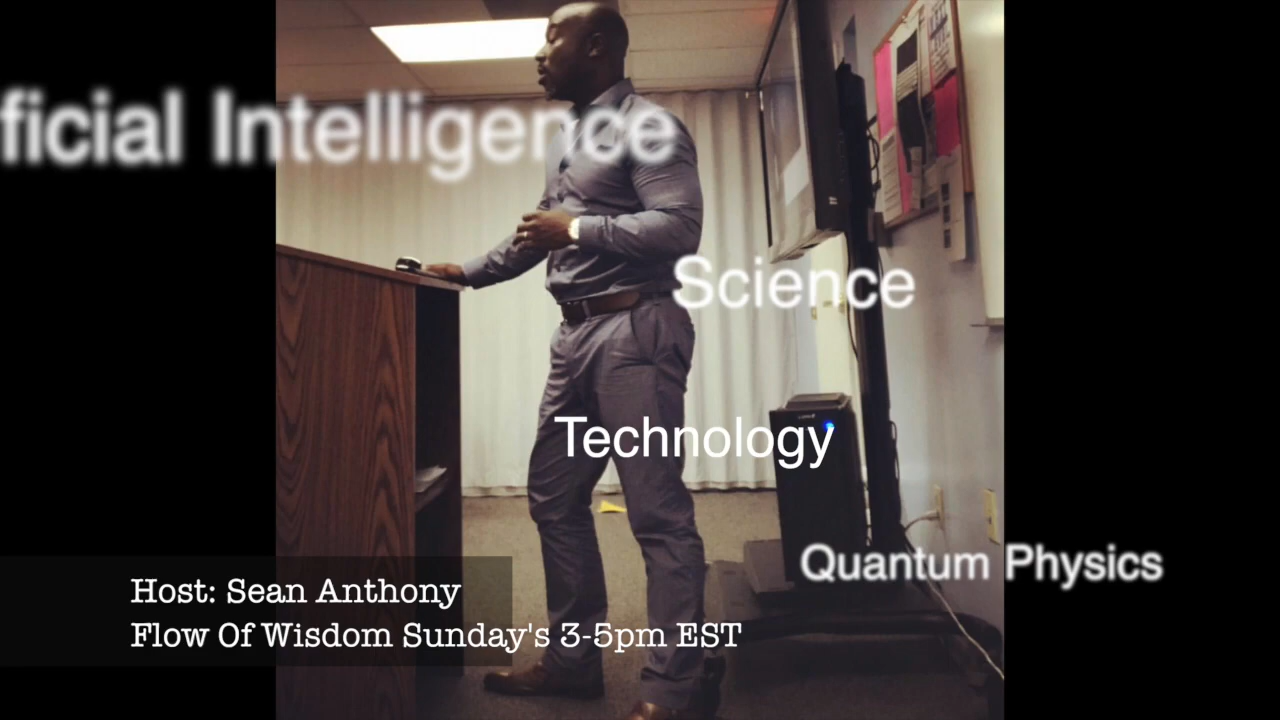 ficial Intelligence
Science
Technology
Quantum Physics
Host: Sean Anthony
Flow Of Wisdom Sunday's 3-5pm EST